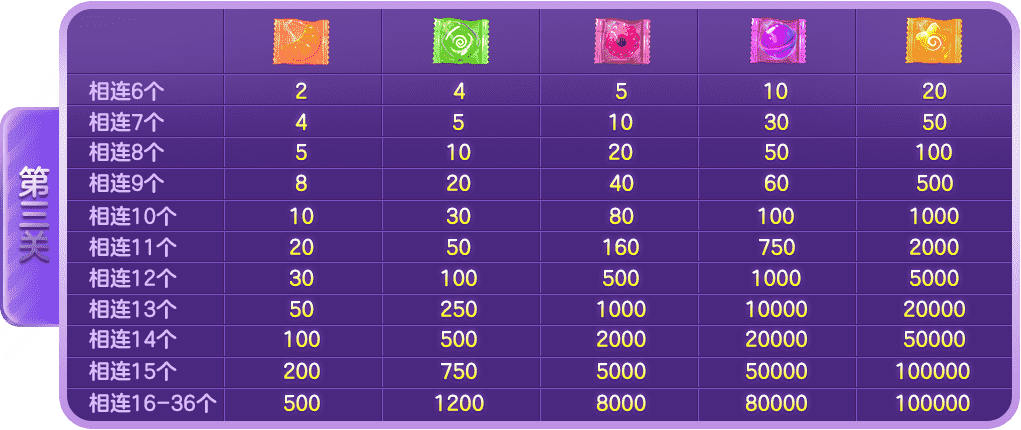 第三关
相连6个 2 4 5 10 20
相连7个 4 5 10 30 50
相连8个 5 10 20 50 100
相连9个 8 20 40 60 500
相连10个 10 30 80 100 1000
相连11个 20 50 160 750 2000
相连12个 30 100 500 1000 5000
相连13个 50 250 1000 10000 20000
相连14个 100 500 2000 20000 50000
相连15个 200 750 5000 50000 100000
相连16-36个 500 1200 8000 80000 100000